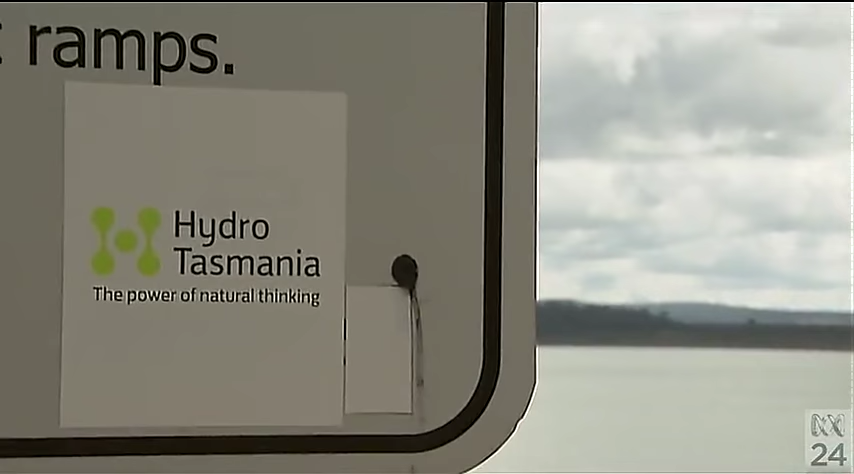 ramps.
Hydro
Tasmania
The power of natural thinking
24